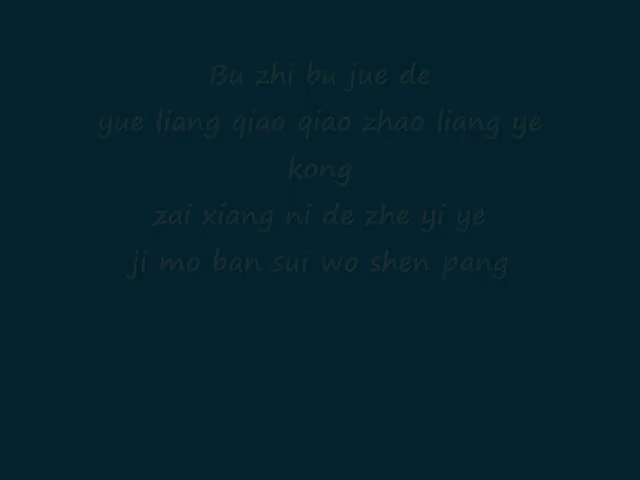 Bu zhi bu jue de
yue liang qiao qiao zhao liang ye
kong
zai xiang ni de zhe yi ye
ji mo ban sui wo shen pang